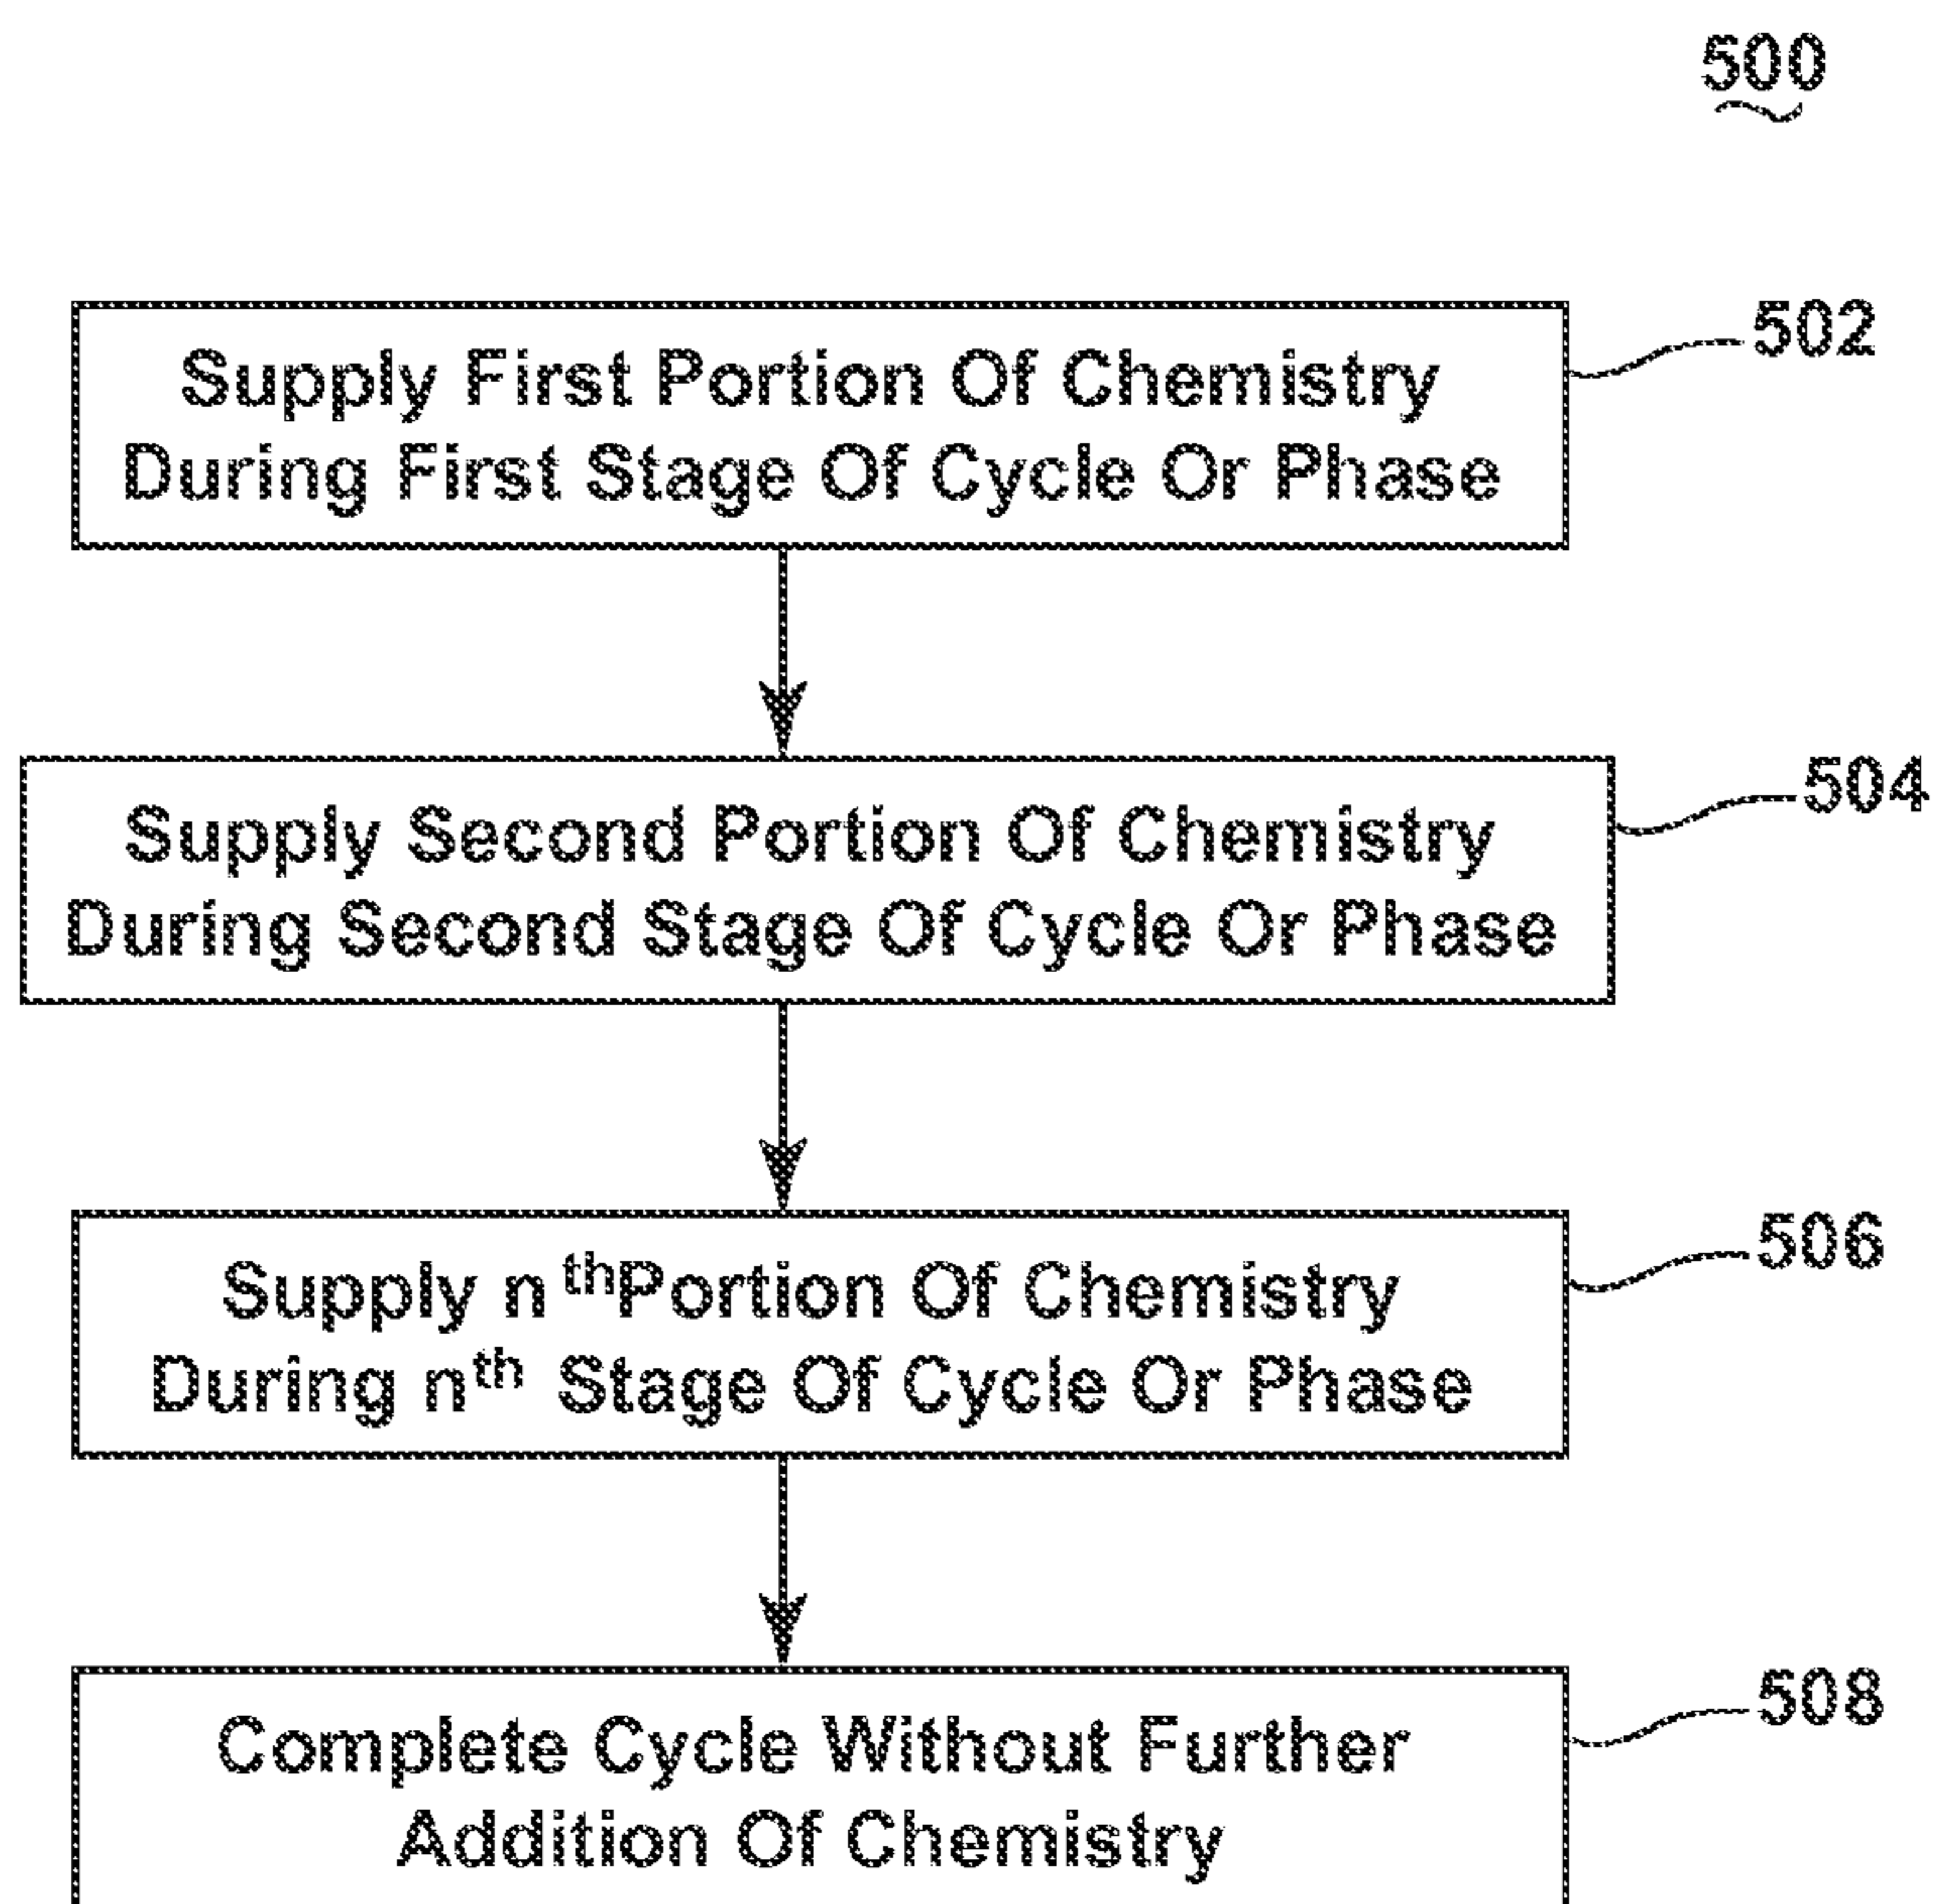 500
Supply First Portion Of Chemistry
During First Stage Of Cycle Or Phase
502
Supply Second Portion Of Chemistry
During Second Stage Of Cycle Or Phase
504
Supply nth Portion Of Chemistry
During nth Stage Of Cycle Or Phase
506
Complete Cycle Without Further
Addition Of Chemistry
508